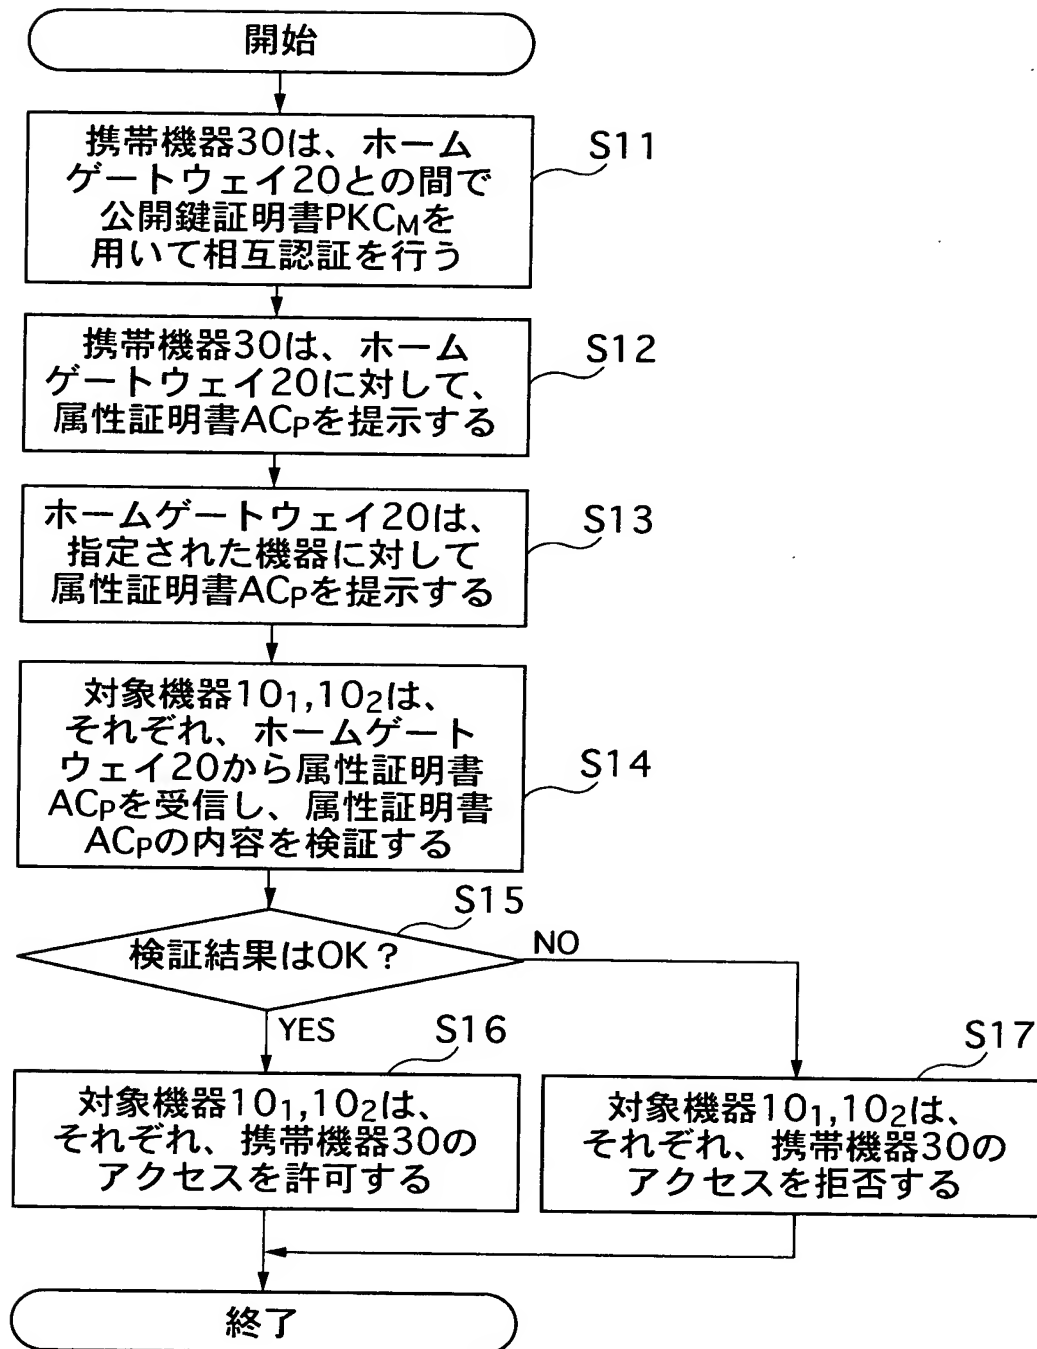 開始
携帯機器30は、ホーム
ゲートウェイ20との間で
公開鍵証明書PKCMを
用いて相互認証を行う
S11
携帯機器30は、ホーム
ゲートウェイ20に対して、
属性証明書ACPを提示する
S12
ホームゲートウェイ20は、
指定された機器に対して
属性証明書ACPを提示する
S13
対象機器101,102は、
それぞれ、ホームゲート
ウェイ20から属性証明書
ACPを受信し、属性証明書
ACPの内容を検証する
S14
S15
検証結果はOK?
NO
YES
S16
対象機器101,102は、
それぞれ、携帯機器30の
アクセスを許可する
S17
対象機器101,102は、
それぞれ、携帯機器30の
アクセスを拒否する
終了